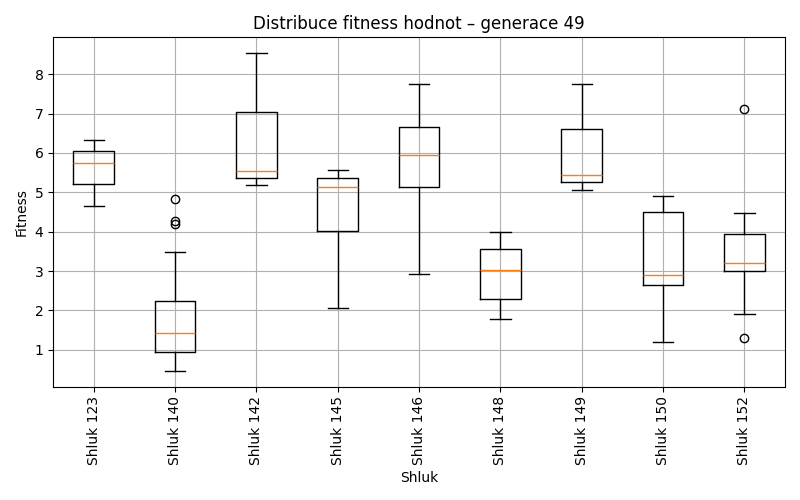 Distribuce fitness hodnot – generace 49
Fitness
8
7
6
5
4
3
2
1
Shluk 123
Shluk 140
Shluk 142
Shluk 145
Shluk 146
Shluk 148
Shluk 149
Shluk 150
Shluk 152
Shluk